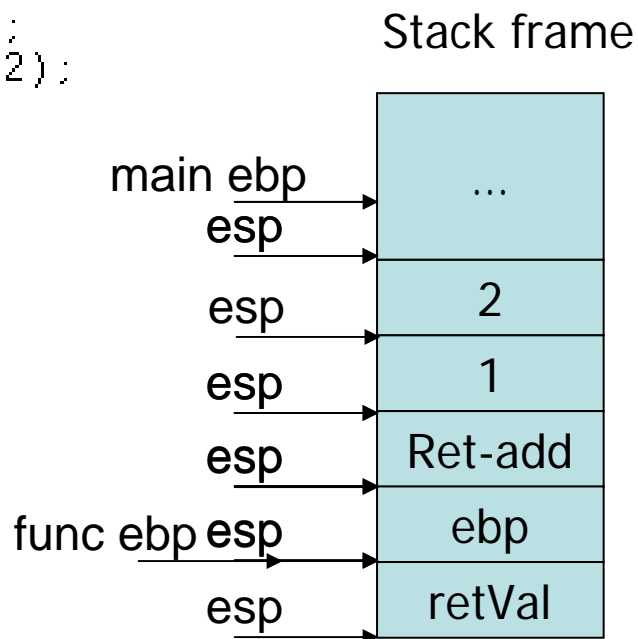 ;
2);
Stack frame
main ebp
...
esp
esp
2
esp
1
esp
Ret-add
func ebp esp
ebp
esp
retVal